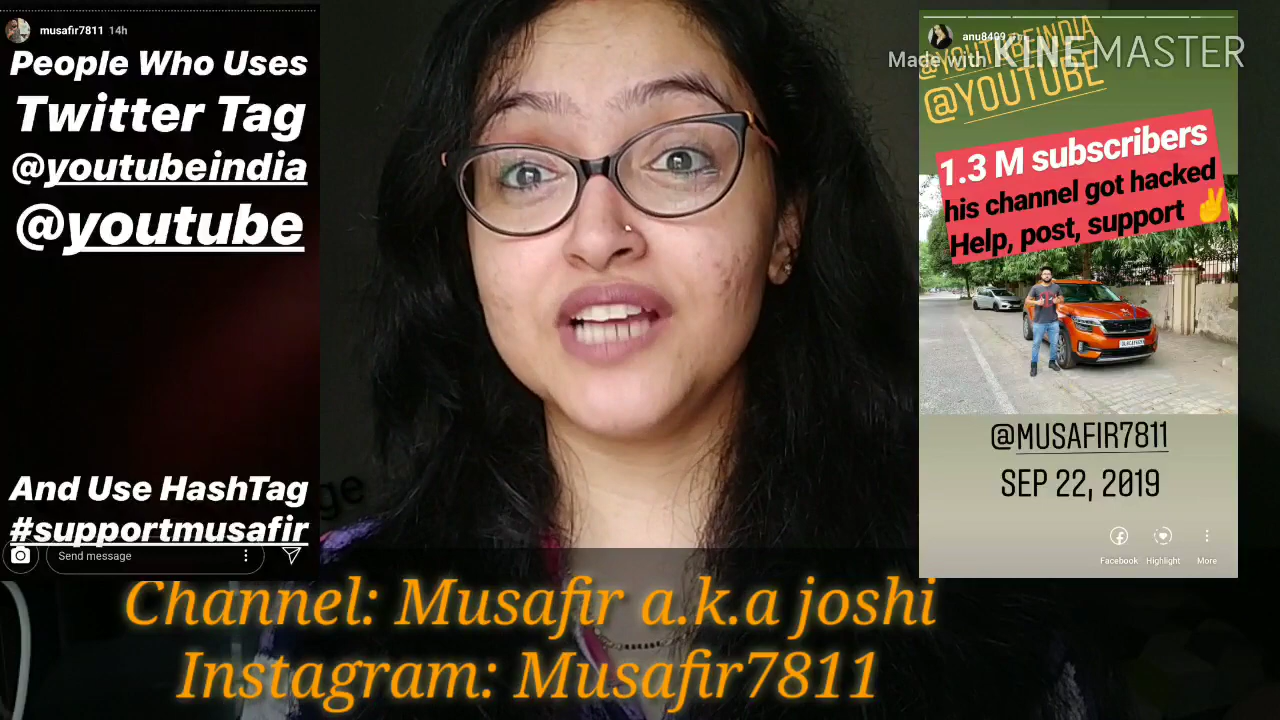 musafir7811 14h
People Who Uses
Twitter Tag
@youtubeindia
@youtube
And Use HashTag
#supportmusafir
Send message
anu8409
Made with KINEMASTER
@YOUTUBEINDIA
@YOUTUBE
1.3 M subscribers
his channel got hacked
Help, post, support ✌
@MUSAFIR7811
SEP 22, 2019
Facebook Highlight More
Channel: Musafir a.k.a joshi
Instagram: Musafir7811